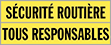 SÉCURITÉ ROUTIÈRE
TOUS RESPONSABLES